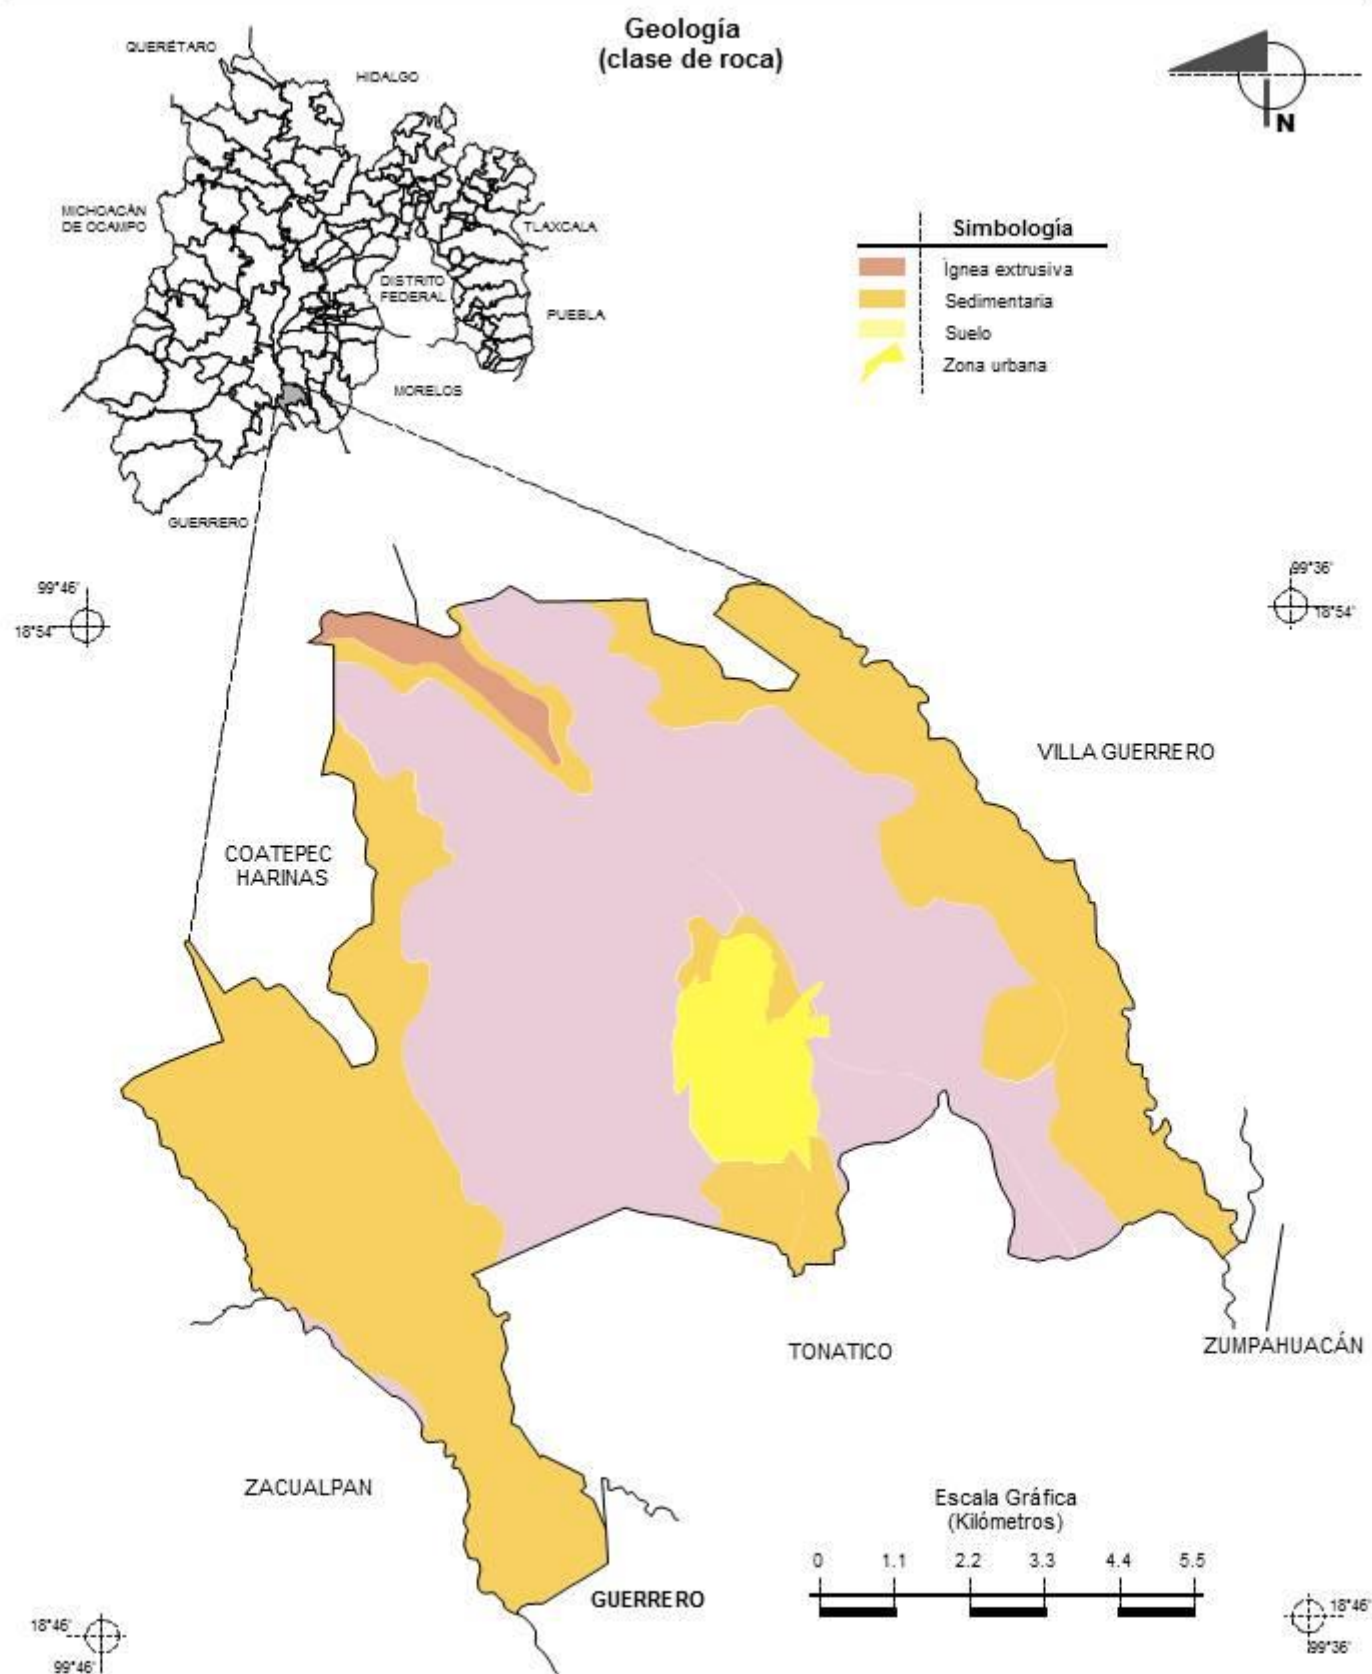 Geología
(clase de roca)
QUERÉTARO
HIDALGO
N
MICHOACÁN
DE OCAMPO
TLAXCALA
DISTRITO
FEDERAL
PUEBLA
MORELOS
GUERRERO
Simbología
Ígnea extrusiva
Sedimentaria
Suelo
Zona urbana
99°46'
18°54'
99°36'
18°54'
VILLA GUERRERO
COATEPEC
HARINAS
TONATICO
ZUMPAHUACÁN
ZACUALPAN
GUERRERO
Escala Gráfica
(Kilómetros)
0 1.1 2.2 3.3 4.4 5.5
18°46'
99°46'
18°46'
99°36'